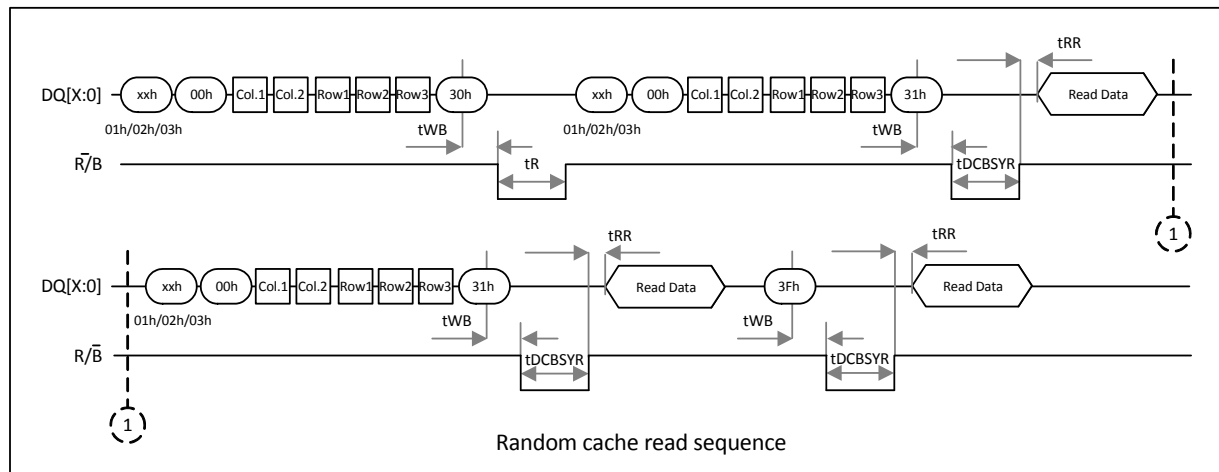 tRR
DQ[X:0] xxh 00h Col.1 Col.2 Row1 Row2 Row3 30h xxh 00h Col.1 Col.2 Row1 Row2 Row3 31h Read Data
01h/02h/03h tWB 01h/02h/03h tWB
R̄/B tR tDCBSYR
1
tRR tRR
DQ[X:0] xxh 00h Col.1 Col.2 Row1 Row2 Row3 31h Read Data 3Fh Read Data
01h/02h/03h tWB tWB
R/B̄ tDCBSYR tDCBSYR
1
Random cache read sequence